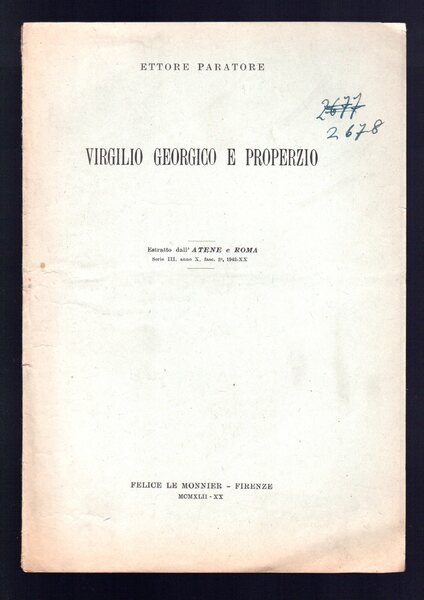 ETTORE PARATORE
2677
2678
VIRGILIO GEORGICO E PROPERZIO
Estratto dall' ATENE e ROMA
Serie III, anno X, fasc. 2º, 1942-XX
FELICE LE MONNIER - FIRENZE
MCMXLII - XX